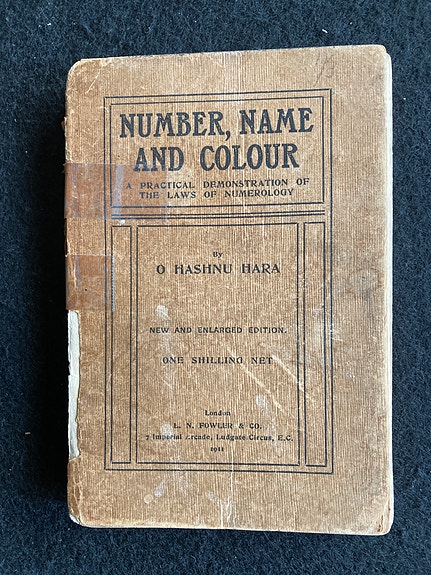 NUMBER, NAME
AND COLOUR
A PRACTICAL DEMONSTRATION OF
THE LAWS OF NUMEROLOGY
By
O HASHNU HARA
NEW AND ENLARGED EDITION.
ONE SHILLING NET
London
L. N. FOWLER & CO.
7 Imperial Arcade, Ludgate Circus, E.C.
1911